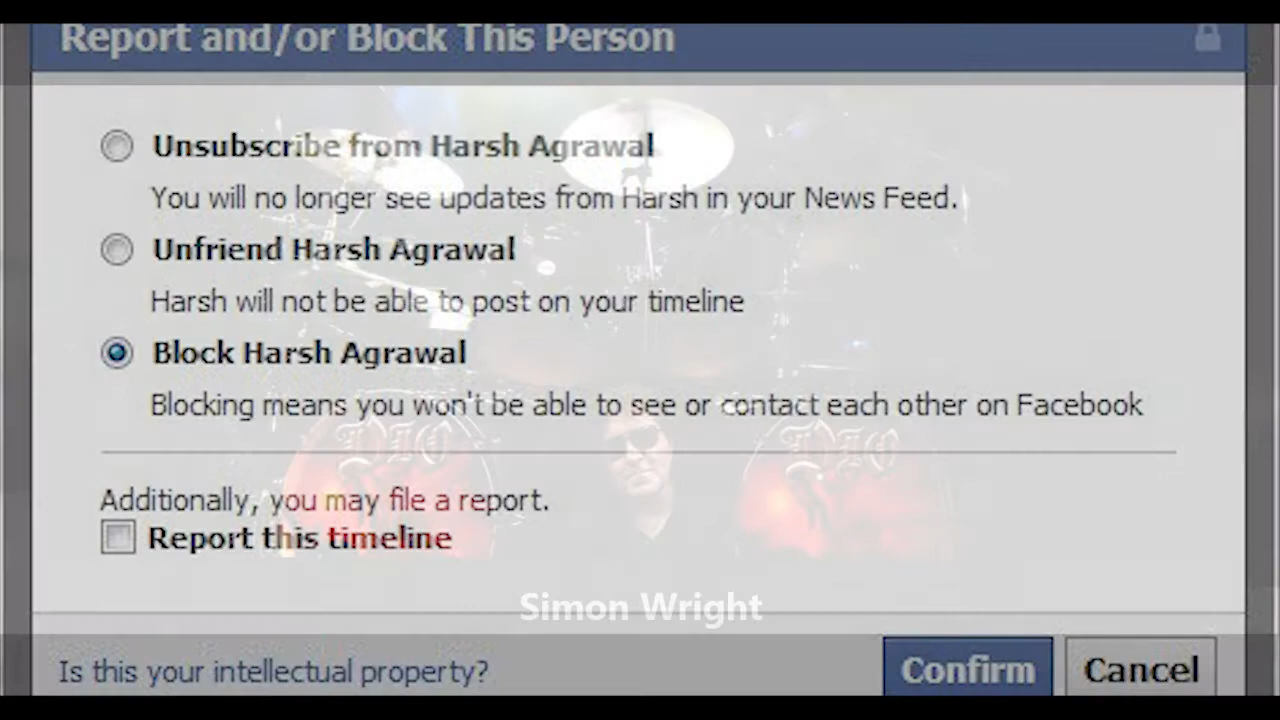 Report and/or Block This Person
Unsubscribe from Harsh Agrawal
You will no longer see updates from Harsh in your News Feed.
Unfriend Harsh Agrawal
Harsh will not be able to post on your timeline
Block Harsh Agrawal
Blocking means you won't be able to see or contact each other on Facebook
DIO DIO
Additionally, you may file a report.
Report this timeline
Simon Wright
Is this your intellectual property?
Confirm Cancel